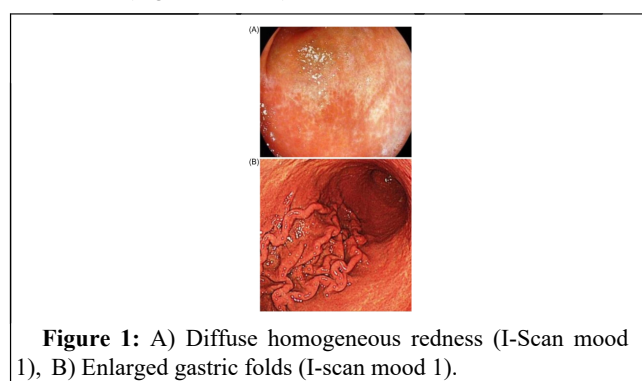 (A)
(B)
Figure 1: A) Diffuse homogeneous redness (I-Scan mood
1), B) Enlarged gastric folds (I-scan mood 1).